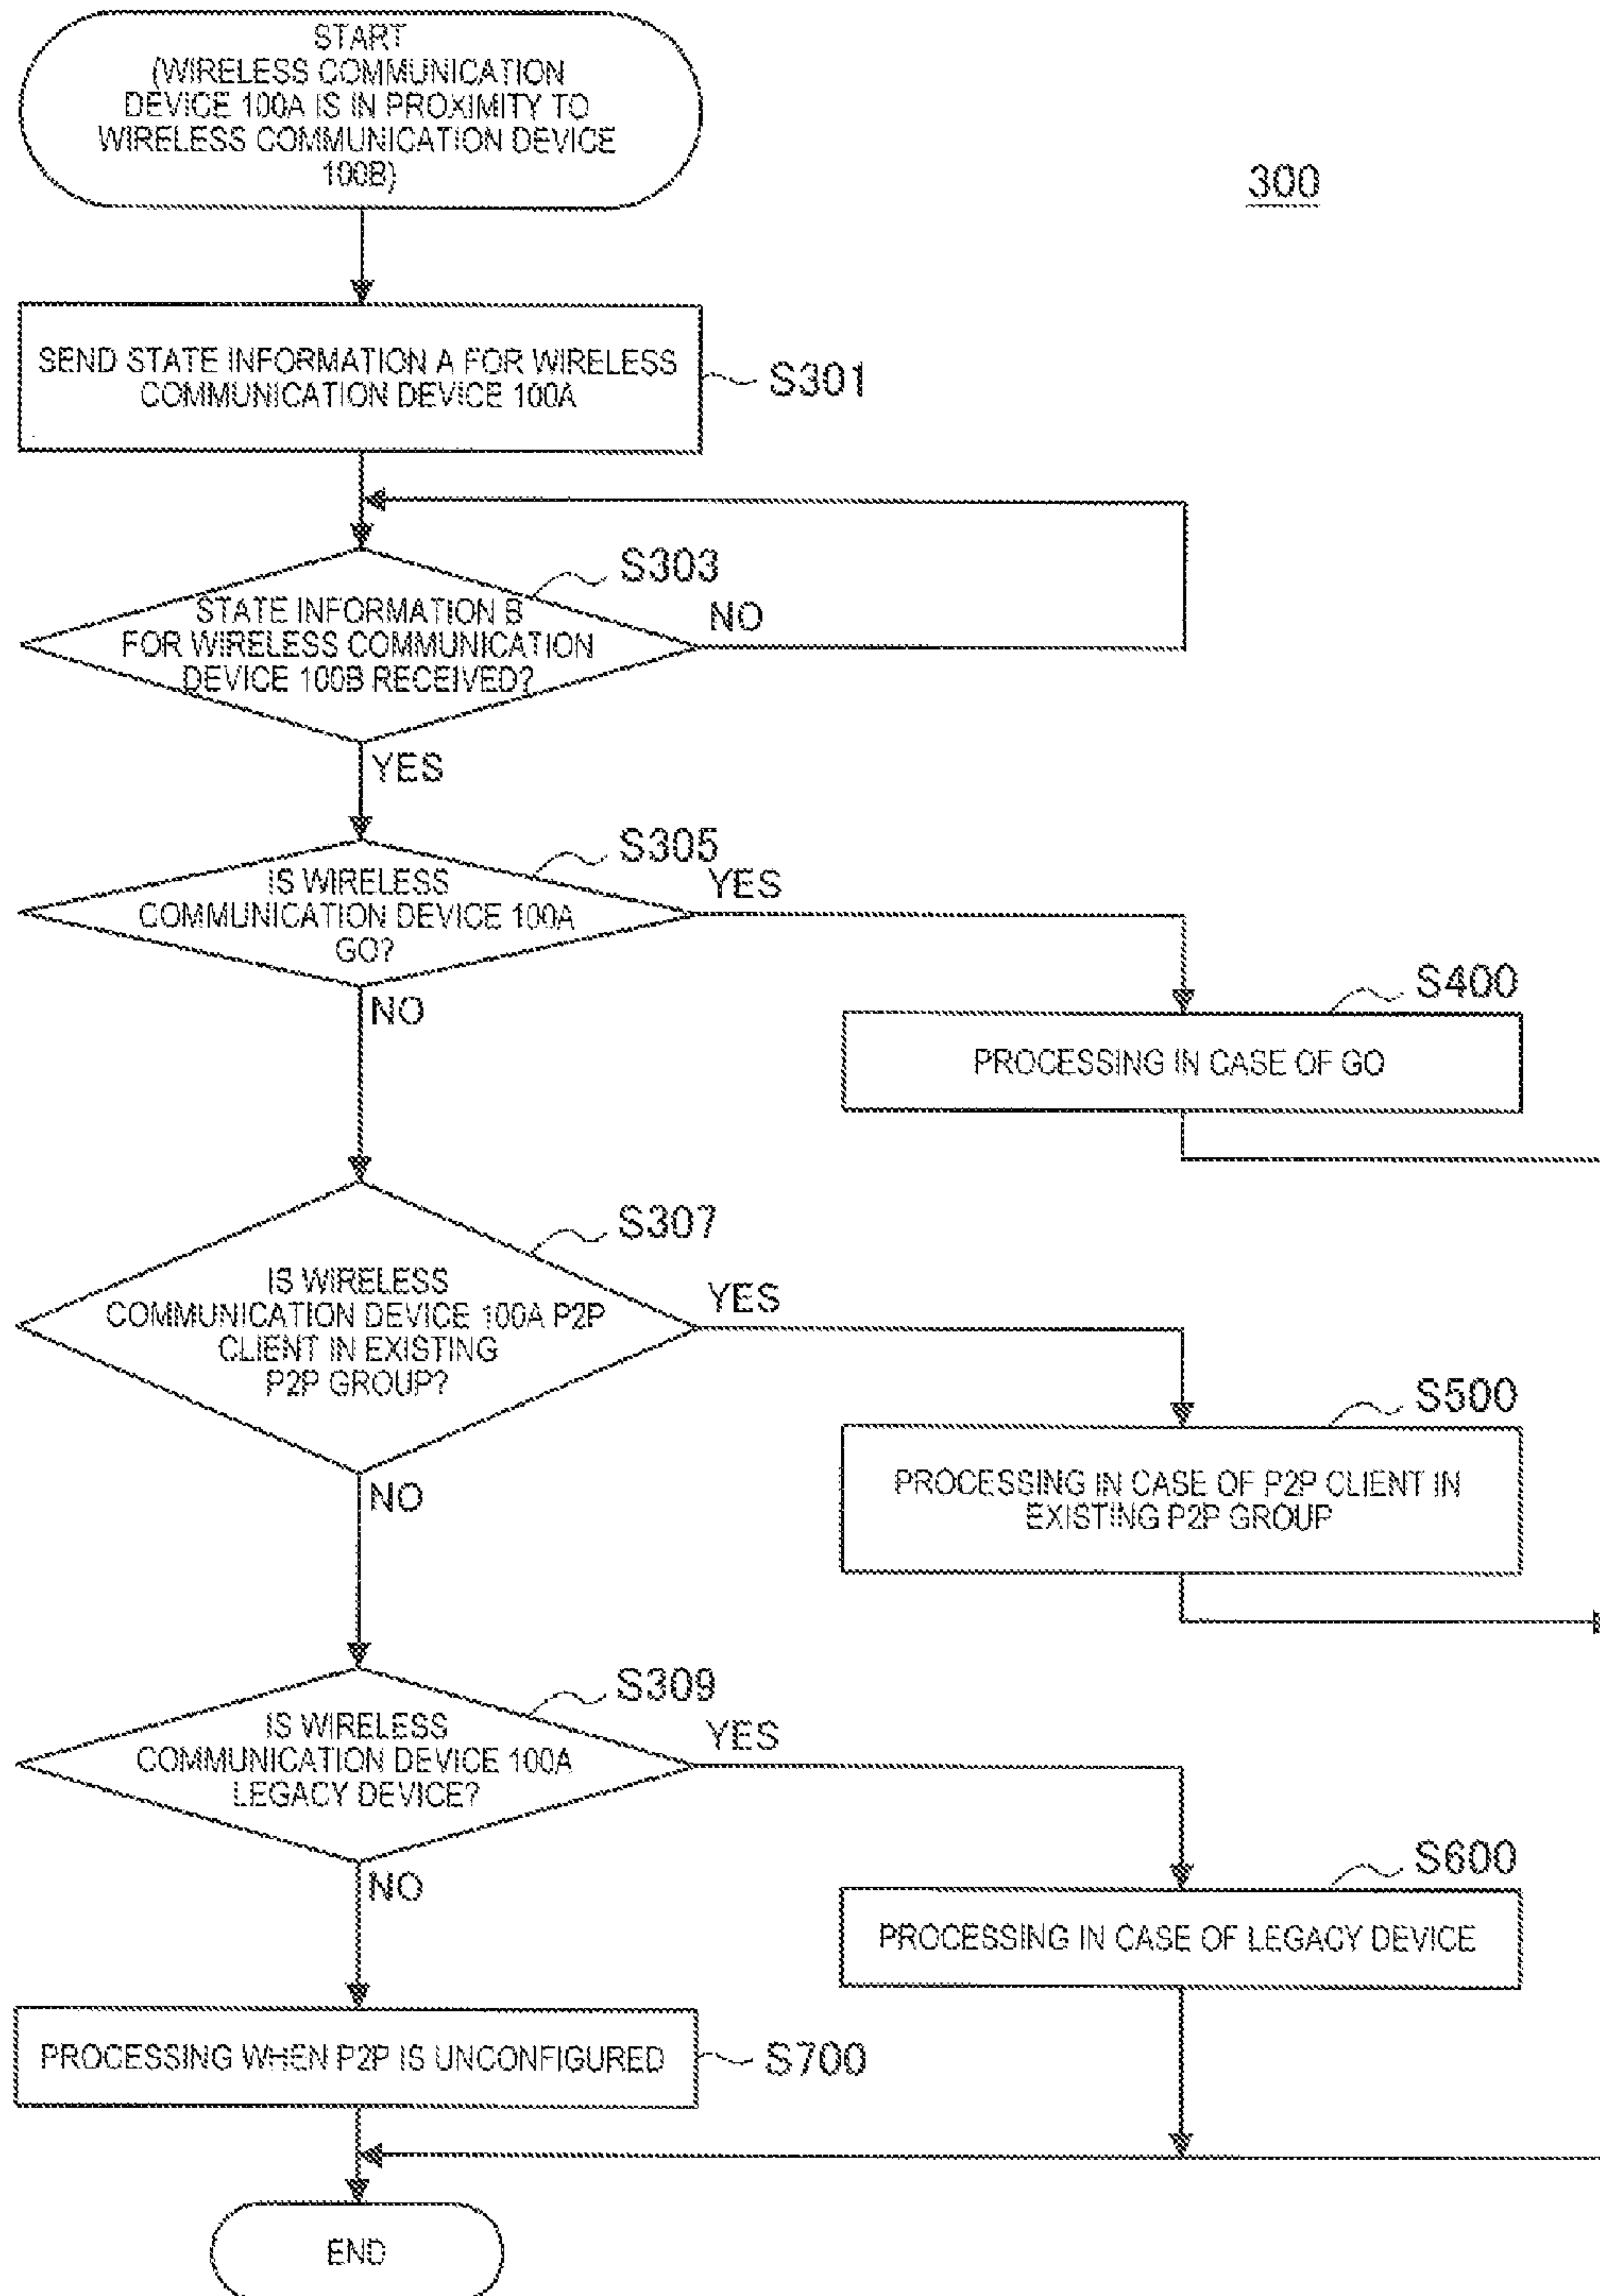 START
(WIRELESS COMMUNICATION
DEVICE 100A IS IN PROXIMITY TO
WIRELESS COMMUNICATION DEVICE
100B)
300
SEND STATE INFORMATION A FOR WIRELESS
COMMUNICATION DEVICE 100A
S301
S303
STATE INFORMATION B
FOR WIRELESS COMMUNICATION
DEVICE 100B RECEIVED?
NO
YES
S305
IS WIRELESS
COMMUNICATION DEVICE 100A
GO?
YES
NO
S400
PROCESSING IN CASE OF GO
S307
IS WIRELESS
COMMUNICATION DEVICE 100A P2P
CLIENT IN EXISTING
P2P GROUP?
YES
NO
S500
PROCESSING IN CASE OF P2P CLIENT IN
EXISTING P2P GROUP
S309
IS WIRELESS
COMMUNICATION DEVICE 100A
LEGACY DEVICE?
YES
NO
S600
PROCESSING IN CASE OF LEGACY DEVICE
PROCESSING WHEN P2P IS UNCONFIGURED
S700
END